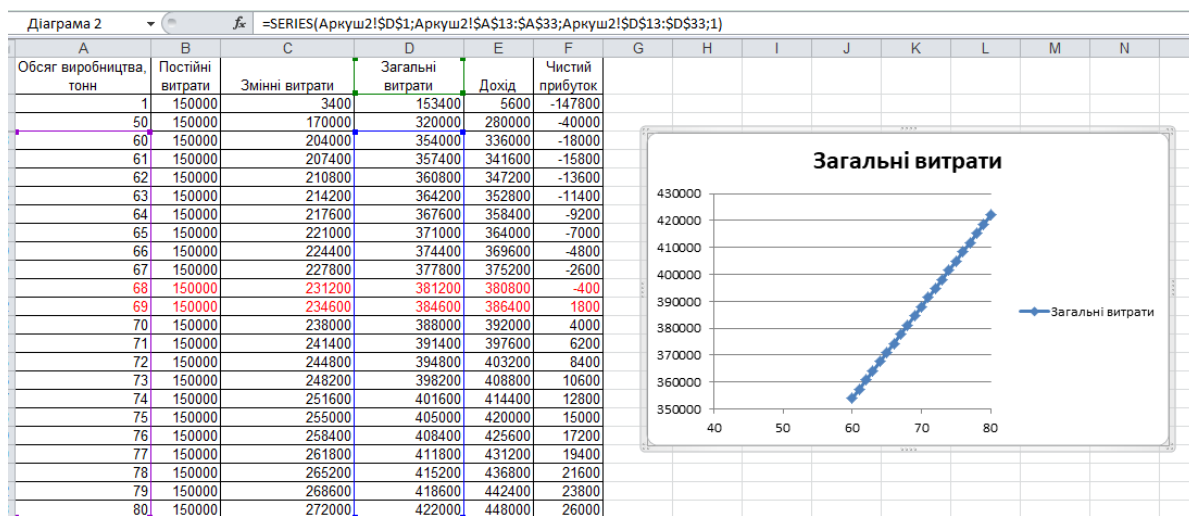 Діаграма 2 fx =SERIES(Аркуш2!$D$1;Аркуш2!$A$13:$A$33;Аркуш2!$D$13:$D$33;1)
A B C D E F G H I J K L M N
Обсяг виробництва, Постійні Загальні Чистий
тонн витрати Змінні витрати витрати Дохід прибуток
1 150000 3400 153400 5600 -147800
50 150000 170000 320000 280000 -40000
60 150000 204000 354000 336000 -18000
61 150000 207400 357400 341600 -15800
62 150000 210800 360800 347200 -13600
63 150000 214200 364200 352800 -11400
64 150000 217600 367600 358400 -9200
65 150000 221000 371000 364000 -7000
66 150000 224400 374400 369600 -4800
67 150000 227800 377800 375200 -2600
68 150000 231200 381200 380800 -400
69 150000 234600 384600 386400 1800
70 150000 238000 388000 392000 4000
71 150000 241400 391400 397600 6200
72 150000 244800 394800 403200 8400
73 150000 248200 398200 408800 10600
74 150000 251600 401600 414400 12800
75 150000 255000 405000 420000 15000
76 150000 258400 408400 425600 17200
77 150000 261800 411800 431200 19400
78 150000 265200 415200 436800 21600
79 150000 268600 418600 442400 23800
80 150000 272000 422000 448000 26000
Загальні витрати
430000
420000
410000
400000
390000
380000
370000
360000
350000
40 50 60 70 80
Загальні витрати